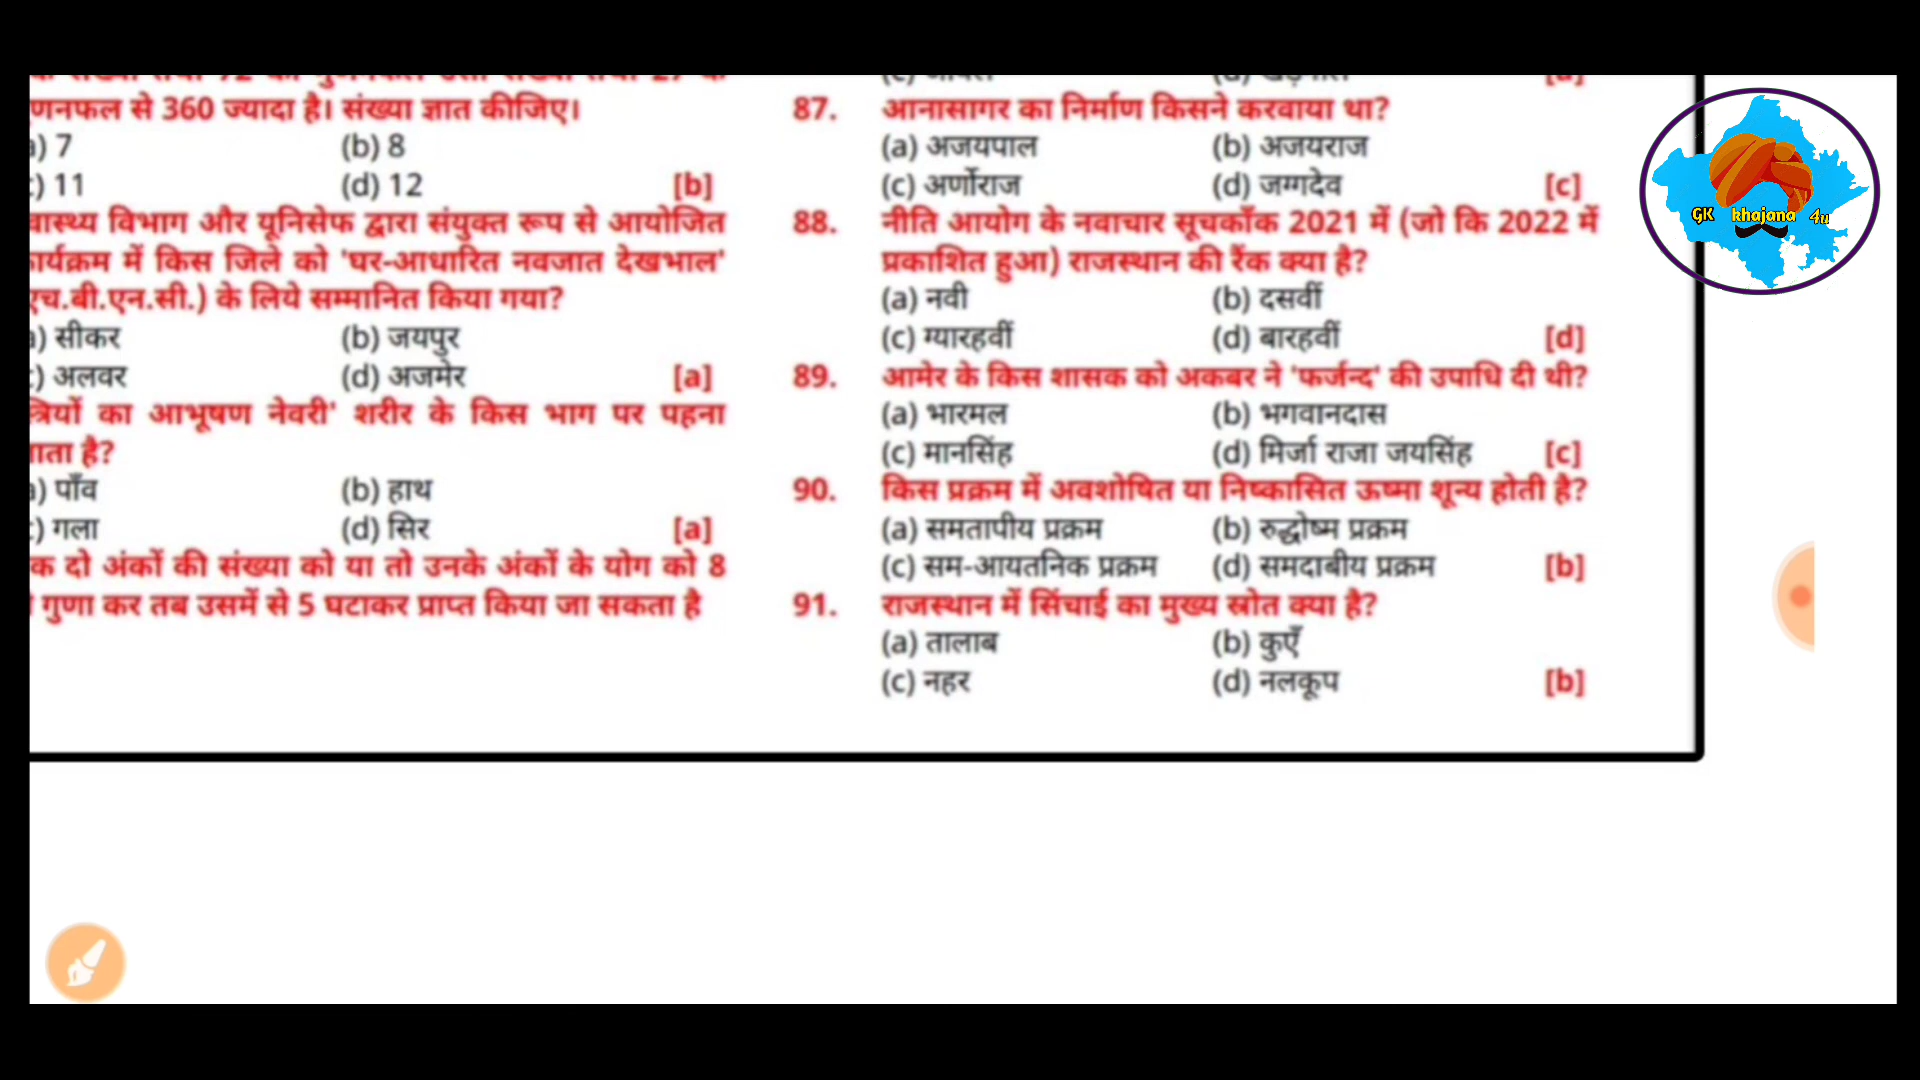 णनफल से 360 ज्यादा है। संख्या ज्ञात कीजिए।
) 7 (b) 8
) 11 (d) 12 [b]
वास्थ्य विभाग और यूनिसेफ द्वारा संयुक्त रूप से आयोजित
ार्यक्रम में किस जिले को 'घर-आधारित नवजात देखभाल'
एच.बी.एन.सी.) के लिये सम्मानित किया गया?
) सीकर (b) जयपुर
) अलवर (d) अजमेर [a]
त्रियों का आभूषण नेवरी' शरीर के किस भाग पर पहना
ाता है?
) पाँव (b) हाथ
) गला (d) सिर [a]
क दो अंकों की संख्या को या तो उनके अंकों के योग को 8
गुणा कर तब उसमें से 5 घटाकर प्राप्त किया जा सकता है
87. आनासागर का निर्माण किसने करवाया था?
(a) अजयपाल (b) अजयराज
(c) अर्णोराज (d) जग्गदेव [c]
88. नीति आयोग के नवाचार सूचकाँक 2021 में (जो कि 2022 में
प्रकाशित हुआ) राजस्थान की रैंक क्या है?
(a) नवी (b) दसवीं
(c) ग्यारहवीं (d) बारहवीं [d]
89. आमेर के किस शासक को अकबर ने 'फर्जन्द' की उपाधि दी थी?
(a) भारमल (b) भगवानदास
(c) मानसिंह (d) मिर्जा राजा जयसिंह [c]
90. किस प्रक्रम में अवशोषित या निष्कासित ऊष्मा शून्य होती है?
(a) समतापीय प्रक्रम (b) रुद्धोष्म प्रक्रम
(c) सम-आयतनिक प्रक्रम (d) समदाबीय प्रक्रम [b]
91. राजस्थान में सिंचाई का मुख्य स्रोत क्या है?
(a) तालाब (b) कुएँ
(c) नहर (d) नलकूप [b]
GK khajana 4u